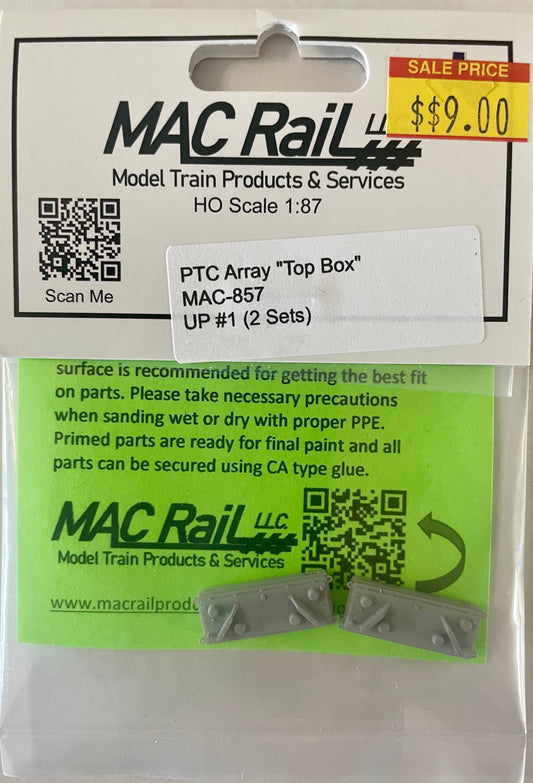 SALE PRICE
$$9.00
MAC RaiL
Model Train Products & Services
HO Scale 1:87
Scan Me
PTC Array "Top Box"
MAC-857
UP #1 (2 Sets)
surface is recommended for getting the best fit
on parts. Please take necessary precautions
when sanding wet or dry with proper PPE.
Primed parts are ready for final paint and all
parts can be secured using CA type glue.
MAC RaiL LLC.
Model Train Products & Services